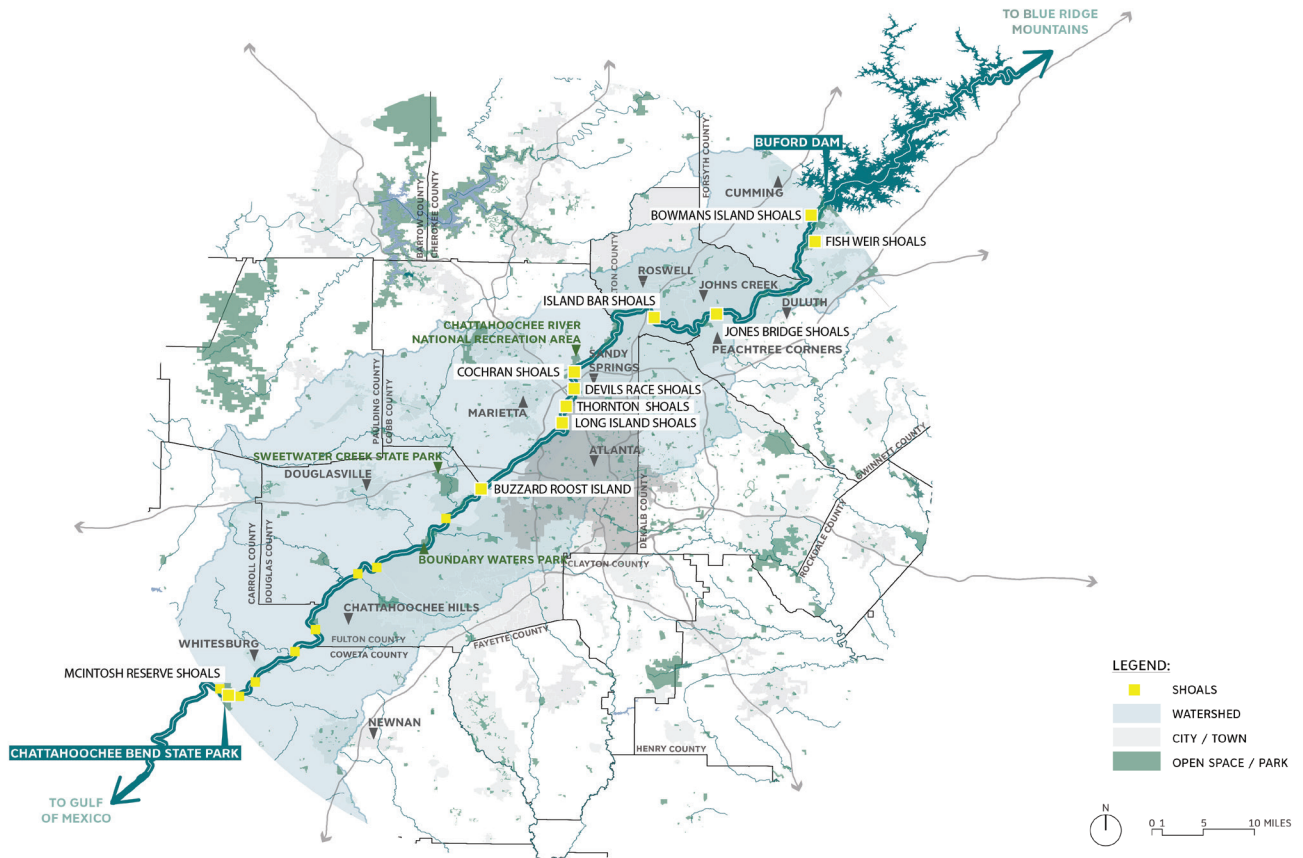 TO BLUE RIDGE
MOUNTAINS
BUFORD DAM
FORSYTH COUNTY
CUMMING
BOWMANS ISLAND SHOALS
FISH WEIR SHOALS
BARTOW COUNTY
CHEROKEE COUNTY
TON COUNTY
ROSWELL
JOHNS CREEK
ISLAND BAR SHOALS
DULUTH
JONES BRIDGE SHOALS
PEACHTREE CORNERS
CHATTAHOOCHEE RIVER
NATIONAL RECREATION AREA
SANDY
SPRINGS
COCHRAN SHOALS
DEVILS RACE SHOALS
THORNTON SHOALS
LONG ISLAND SHOALS
MARIETTA
PAULDING COUNTY
COBB COUNTY
ATLANTA
SWEETWATER CREEK STATE PARK
DOUGLASVILLE
BUZZARD ROOST ISLAND
GWINNETT COUNTY
DEKALB COUNTY
ROCKDALE COUNTY
BOUNDARY WATERS PARK
CLAYTON COUNTY
CARROLL COUNTY
DOUGLAS COUNTY
CHATTAHOOCHEE HILLS
FULTON COUNTY
COWETA COUNTY
FAYETTE COUNTY
WHITESBURG
MCINTOSH RESERVE SHOALS
NEWNAN
HENRY COUNTY
CHATTAHOOCHEE BEND STATE PARK
TO GULF
OF MEXICO
LEGEND:
SHOALS
WATERSHED
CITY / TOWN
OPEN SPACE / PARK
N
0 1 5 10 MILES